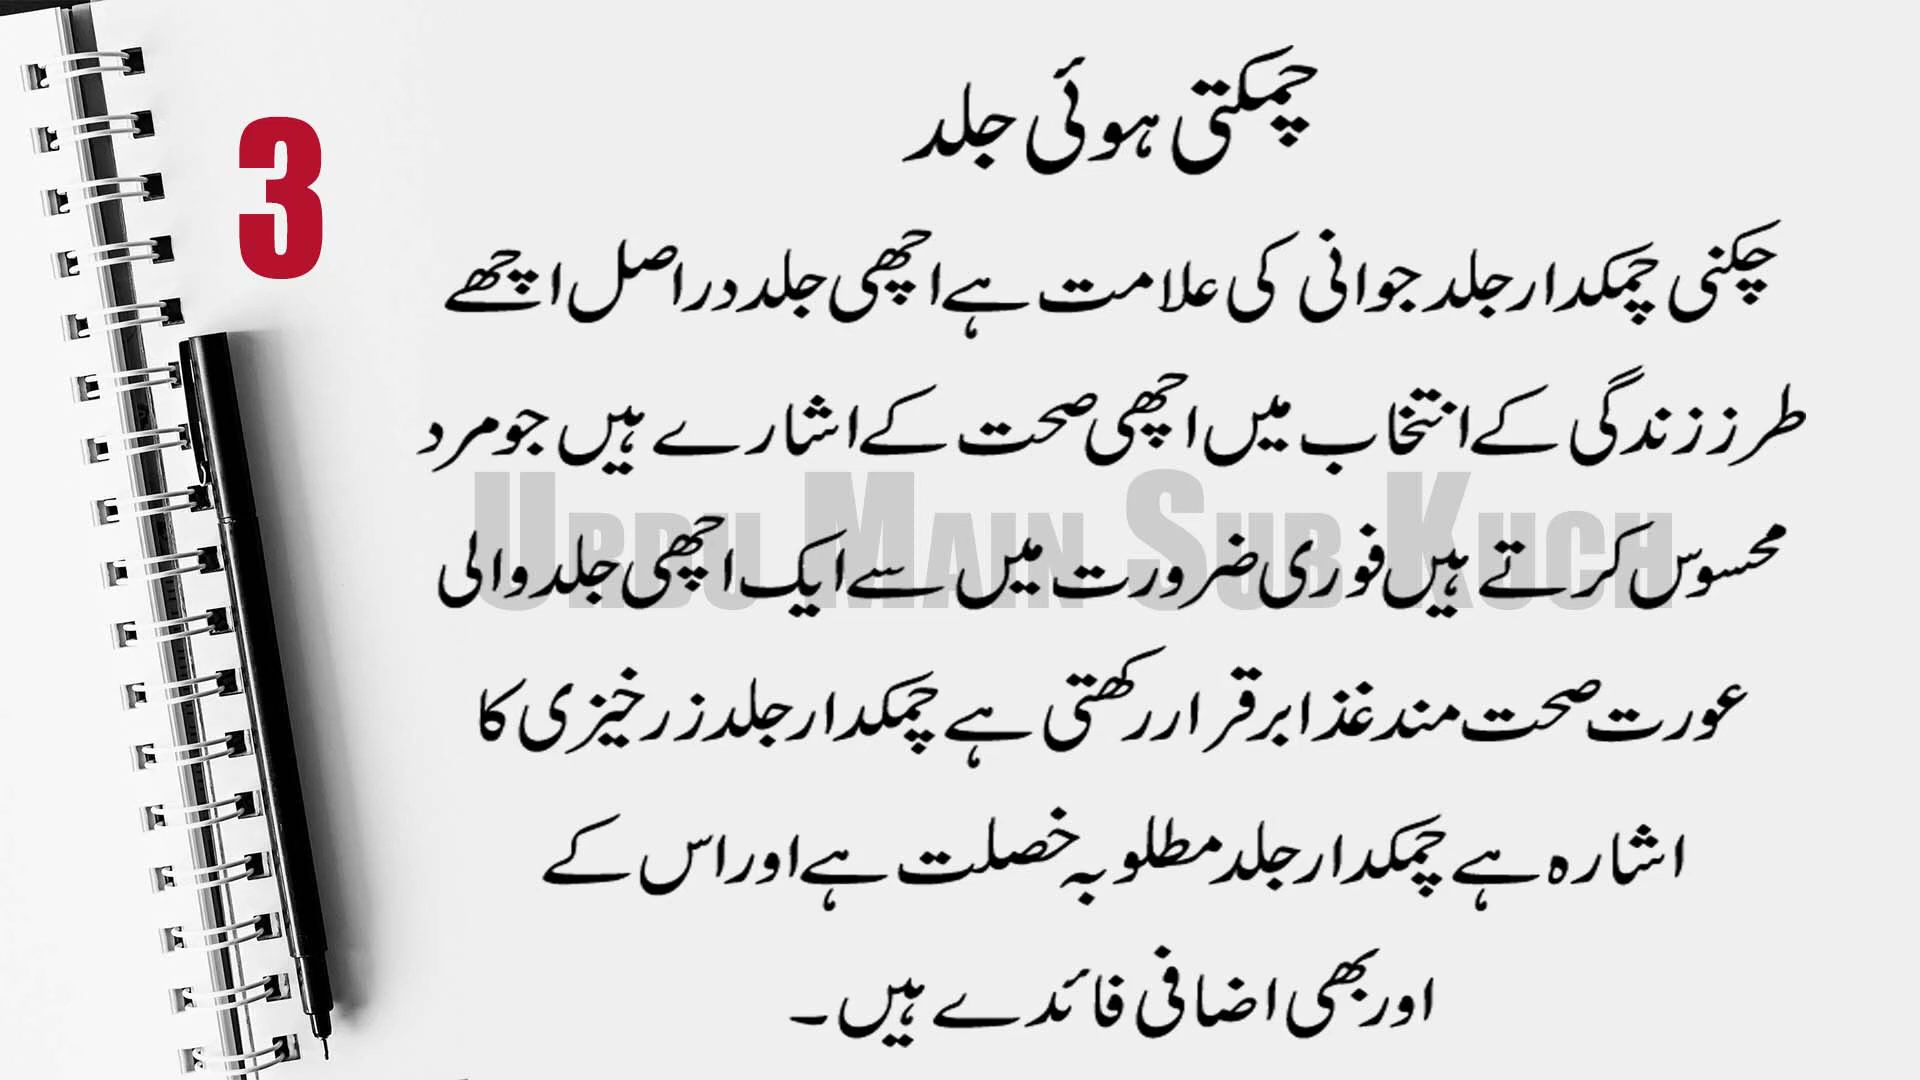 3
چمکتی ہوئی جلد
چکنی چمکدار جلد جوانی کی علامت ہے اچھی جلد دراصل اچھے
طرز زندگی کے انتخاب میں اچھی صحت کے اشارے ہیں جو مرد
محسوس کرتے ہیں فوری ضرورت میں سے ایک اچھی جلد والی
عورت صحت مند غذا برقرار رکھتی ہے چمکدار جلد زرخیزی کا
اشارہ ہے چمکدار جلد مطلوبہ خصلت ہے اور اس کے
اور بھی اضافی فائدے ہیں۔
URDU MAIN SUB KUCH